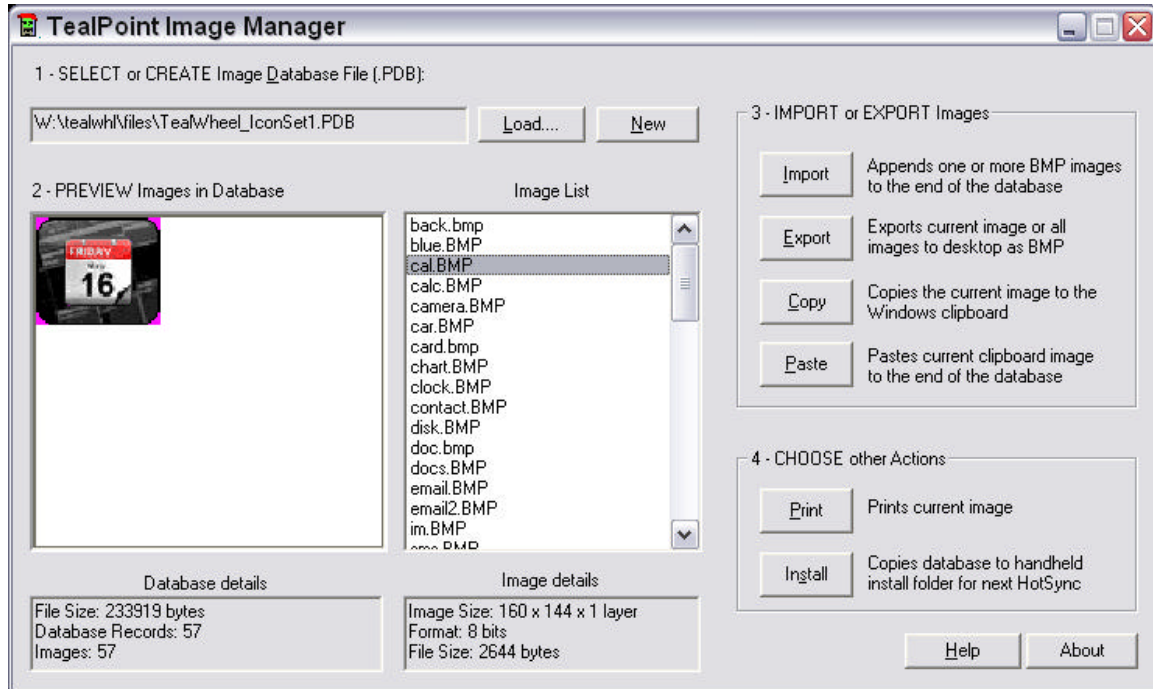 TealPoint Image Manager
1 - SELECT or CREATE Image Database File (.PDB):
W:\tealwhl\files\TealWheel_IconSet1.PDB
Load....
New
2 - PREVIEW Images in Database
FRIDAY
May
16
Image List
back.bmp
blue.BMP
cal.BMP
calc.BMP
camera.BMP
car.BMP
card.bmp
chart.BMP
clock.BMP
contact.BMP
disk.BMP
doc.bmp
docs.BMP
email.BMP
email2.BMP
im.BMP
Database details
File Size: 233919 bytes
Database Records: 57
Images: 57
Image details
Image Size: 160 x 144 x 1 layer
Format: 8 bits
File Size: 2644 bytes
3 - IMPORT or EXPORT Images
Import
Appends one or more BMP images
to the end of the database
Export
Exports current image or all
images to desktop as BMP
Copy
Copies the current image to the
Windows clipboard
Paste
Pastes current clipboard image
to the end of the database
4 - CHOOSE other Actions
Print
Prints current image
Install
Copies database to handheld
install folder for next HotSync
Help
About